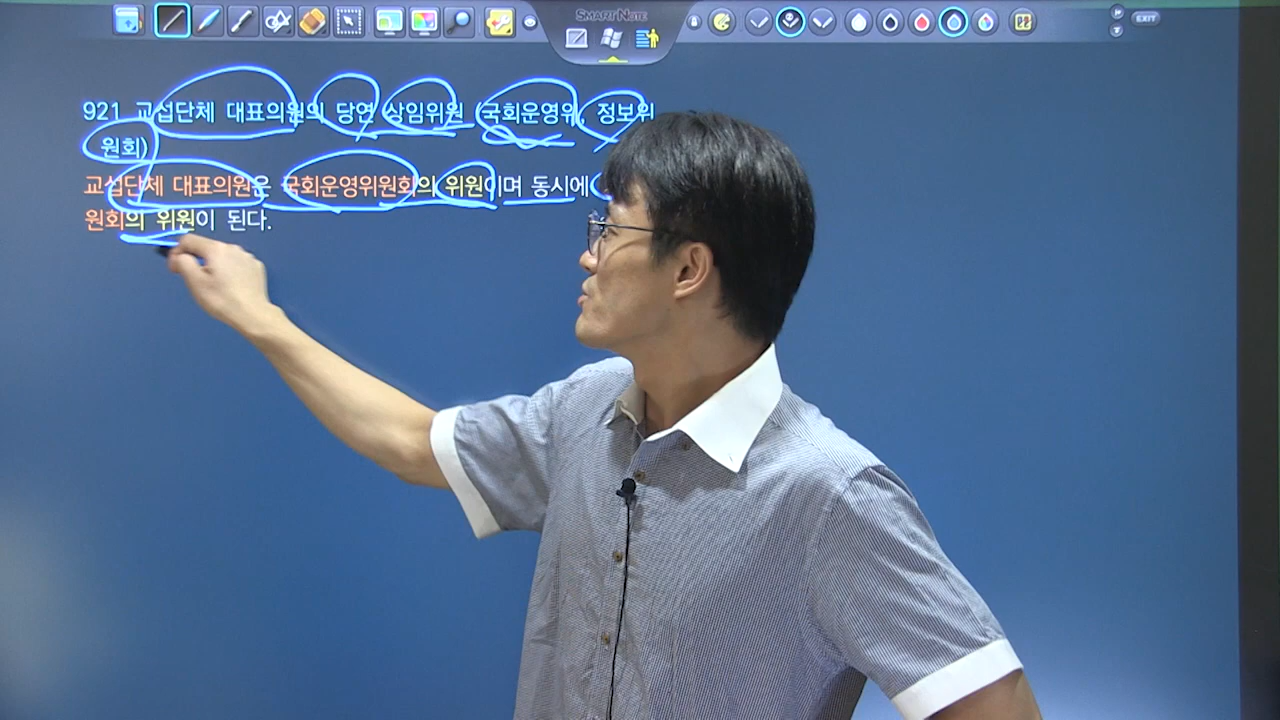 SMARTNOTE
EXIT
921 교섭단체 대표의원의 당연 상임위원 (국회운영위, 정보위
원회)
교섭단체 대표의원은 국회운영위원회의 위원이며 동시에
원회의 위원이 된다.